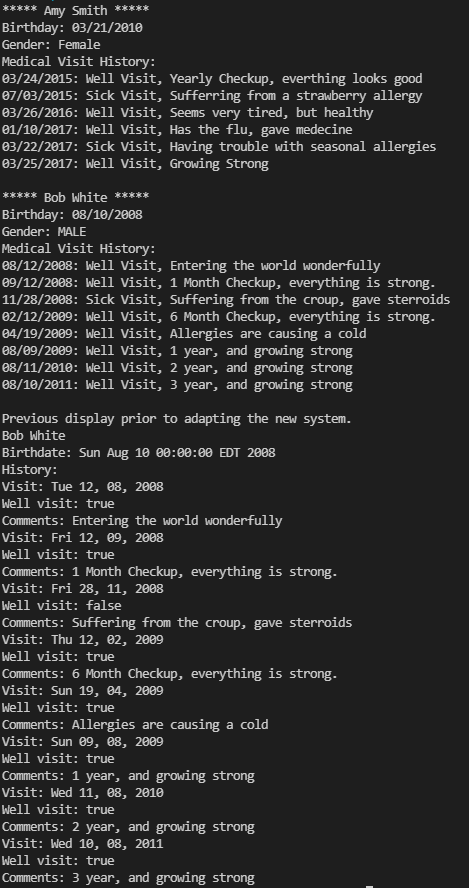 ***** Amy Smith *****
Birthday: 03/21/2010
Gender: Female
Medical Visit History:
03/24/2015: Well Visit, Yearly Checkup, everthing looks good
07/03/2015: Sick Visit, Sufferring from a strawberry allergy
03/26/2016: Well Visit, Seems very tired, but healthy
01/10/2017: Well Visit, Has the flu, gave medecine
03/22/2017: Sick Visit, Having trouble with seasonal allergies
03/25/2017: Well Visit, Growing Strong

***** Bob White *****
Birthday: 08/10/2008
Gender: MALE
Medical Visit History:
08/12/2008: Well Visit, Entering the world wonderfully
09/12/2008: Well Visit, 1 Month Checkup, everything is strong.
11/28/2008: Sick Visit, Suffering from the croup, gave sterroids
02/12/2009: Well Visit, 6 Month Checkup, everything is strong.
04/19/2009: Well Visit, Allergies are causing a cold
08/09/2009: Well Visit, 1 year, and growing strong
08/11/2010: Well Visit, 2 year, and growing strong
08/10/2011: Well Visit, 3 year, and growing strong

Previous display prior to adapting the new system.
Bob White
Birthdate: Sun Aug 10 00:00:00 EDT 2008
History:
Visit: Tue 12, 08, 2008
Well visit: true
Comments: Entering the world wonderfully
Visit: Fri 12, 09, 2008
Well visit: true
Comments: 1 Month Checkup, everything is strong.
Visit: Fri 28, 11, 2008
Well visit: false
Comments: Suffering from the croup, gave sterroids
Visit: Thu 12, 02, 2009
Well visit: true
Comments: 6 Month Checkup, everything is strong.
Visit: Sun 19, 04, 2009
Well visit: true
Comments: Allergies are causing a cold
Visit: Sun 09, 08, 2009
Well visit: true
Comments: 1 year, and growing strong
Visit: Wed 11, 08, 2010
Well visit: true
Comments: 2 year, and growing strong
Visit: Wed 10, 08, 2011
Well visit: true
Comments: 3 year, and growing strong